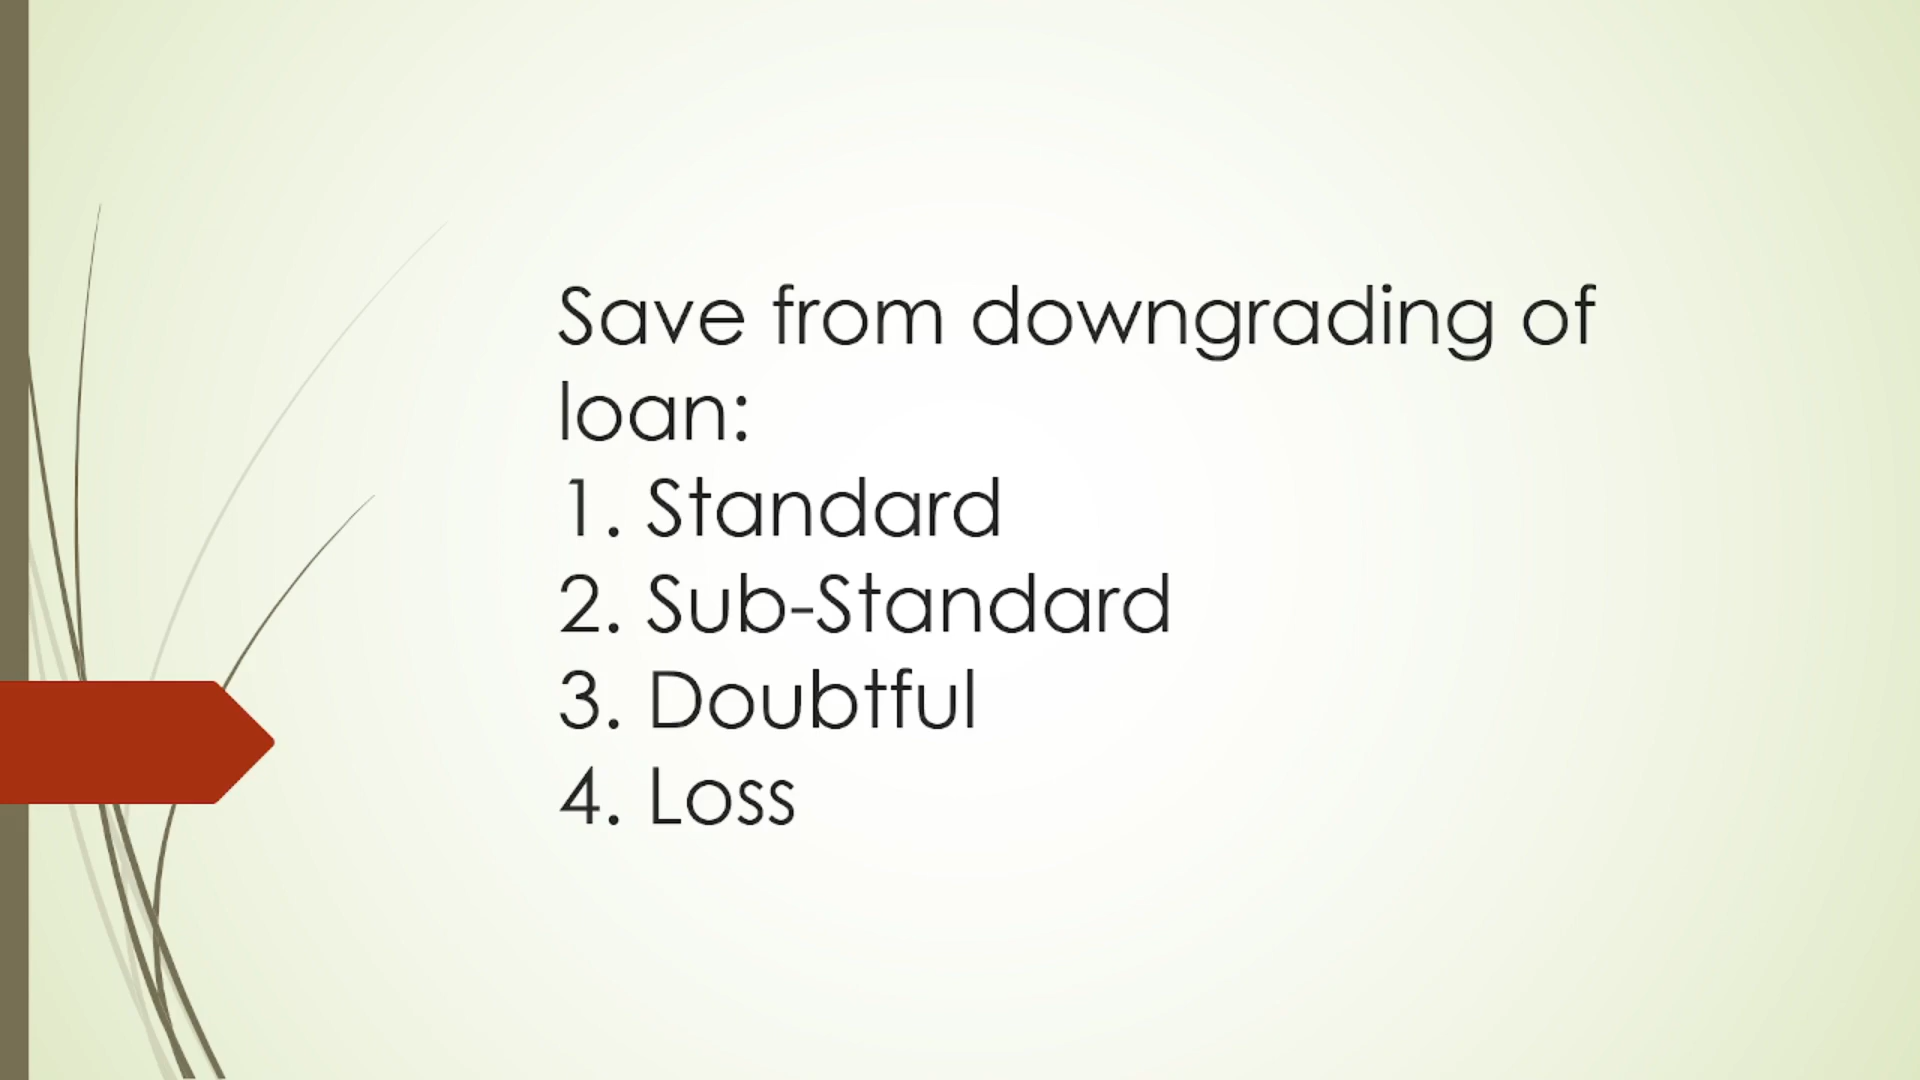 Save from downgrading of
loan:
1. Standard
2. Sub-Standard
3. Doubtful
4. Loss